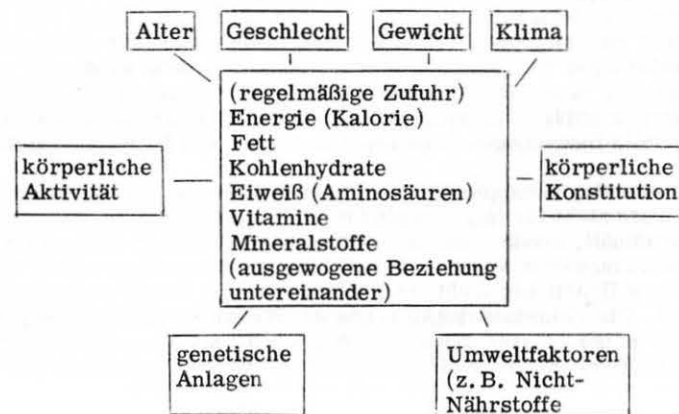 Alter Geschlecht Gewicht Klima
(regelmäßige Zufuhr)
Energie (Kalorie)
Fett
Kohlenhydrate
Eiweiß (Aminosäuren)
Vitamine
Mineralstoffe
(ausgewogene Beziehung
untereinander)
körperliche
Aktivität
körperliche
Konstitution
genetische
Anlagen
Umweltfaktoren
(z. B. Nicht-
Nährstoffe